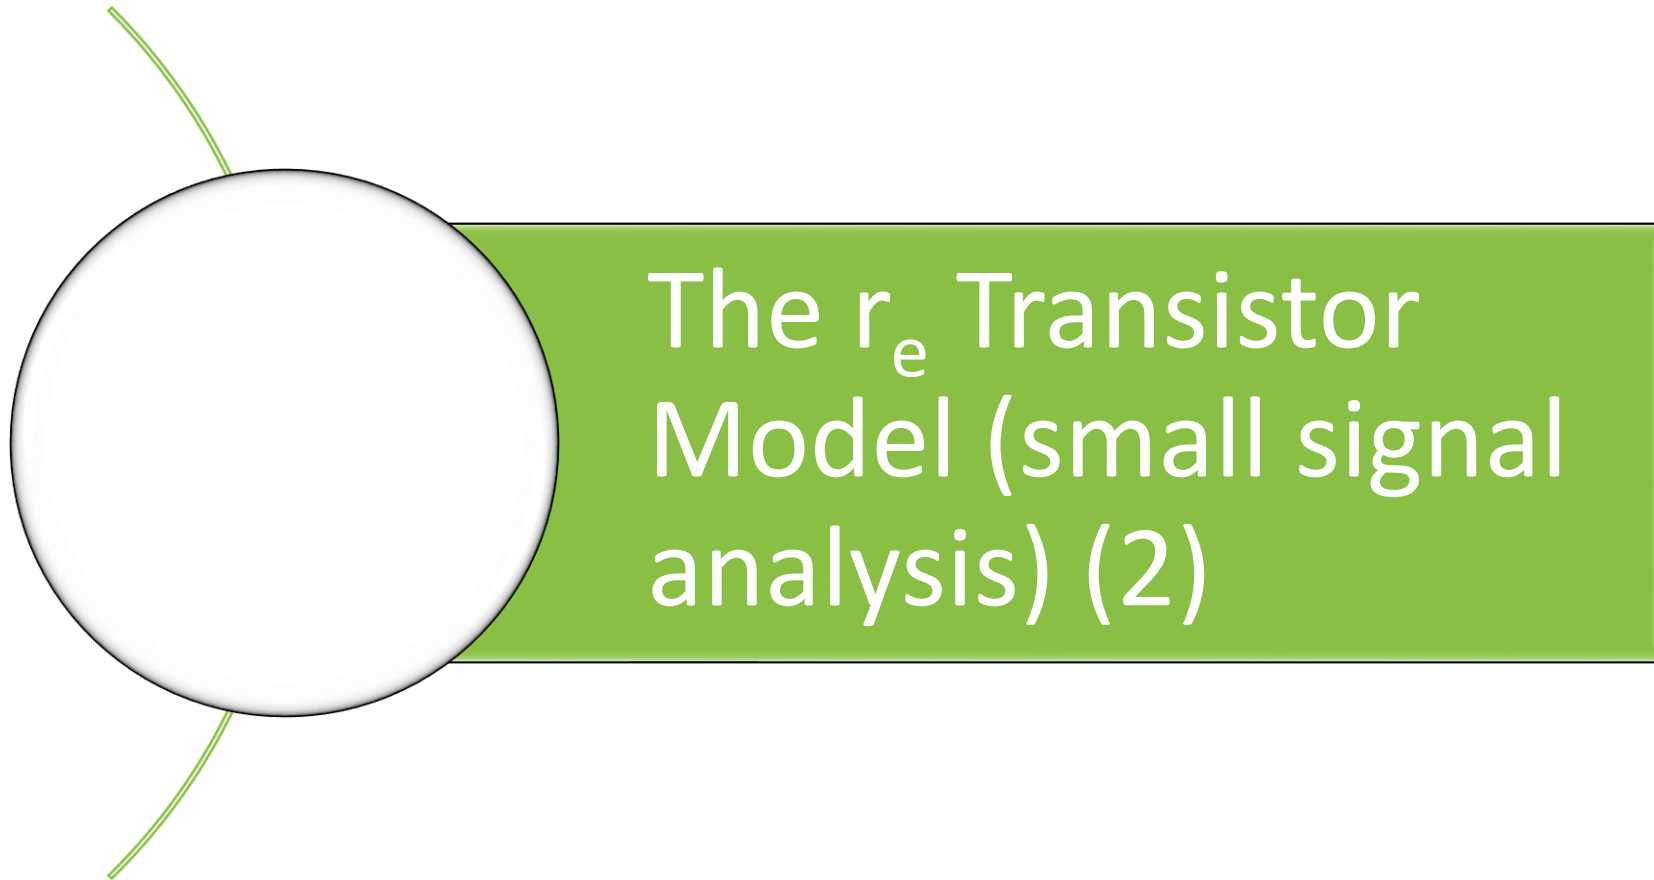 The re Transistor
Model (small signal
analysis) (2)